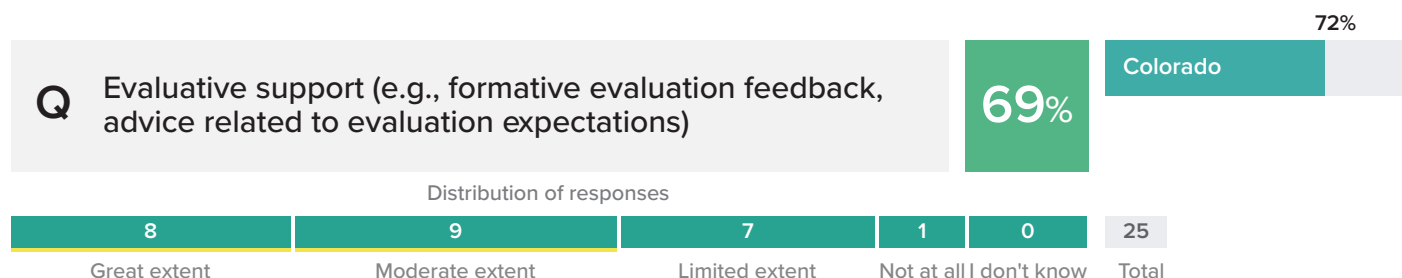 72%
Q Evaluative support (e.g., formative evaluation feedback,
advice related to evaluation expectations)
69%
Colorado
Distribution of responses
8 9 7 1 0 25
Great extent Moderate extent Limited extent Not at all I don't know Total